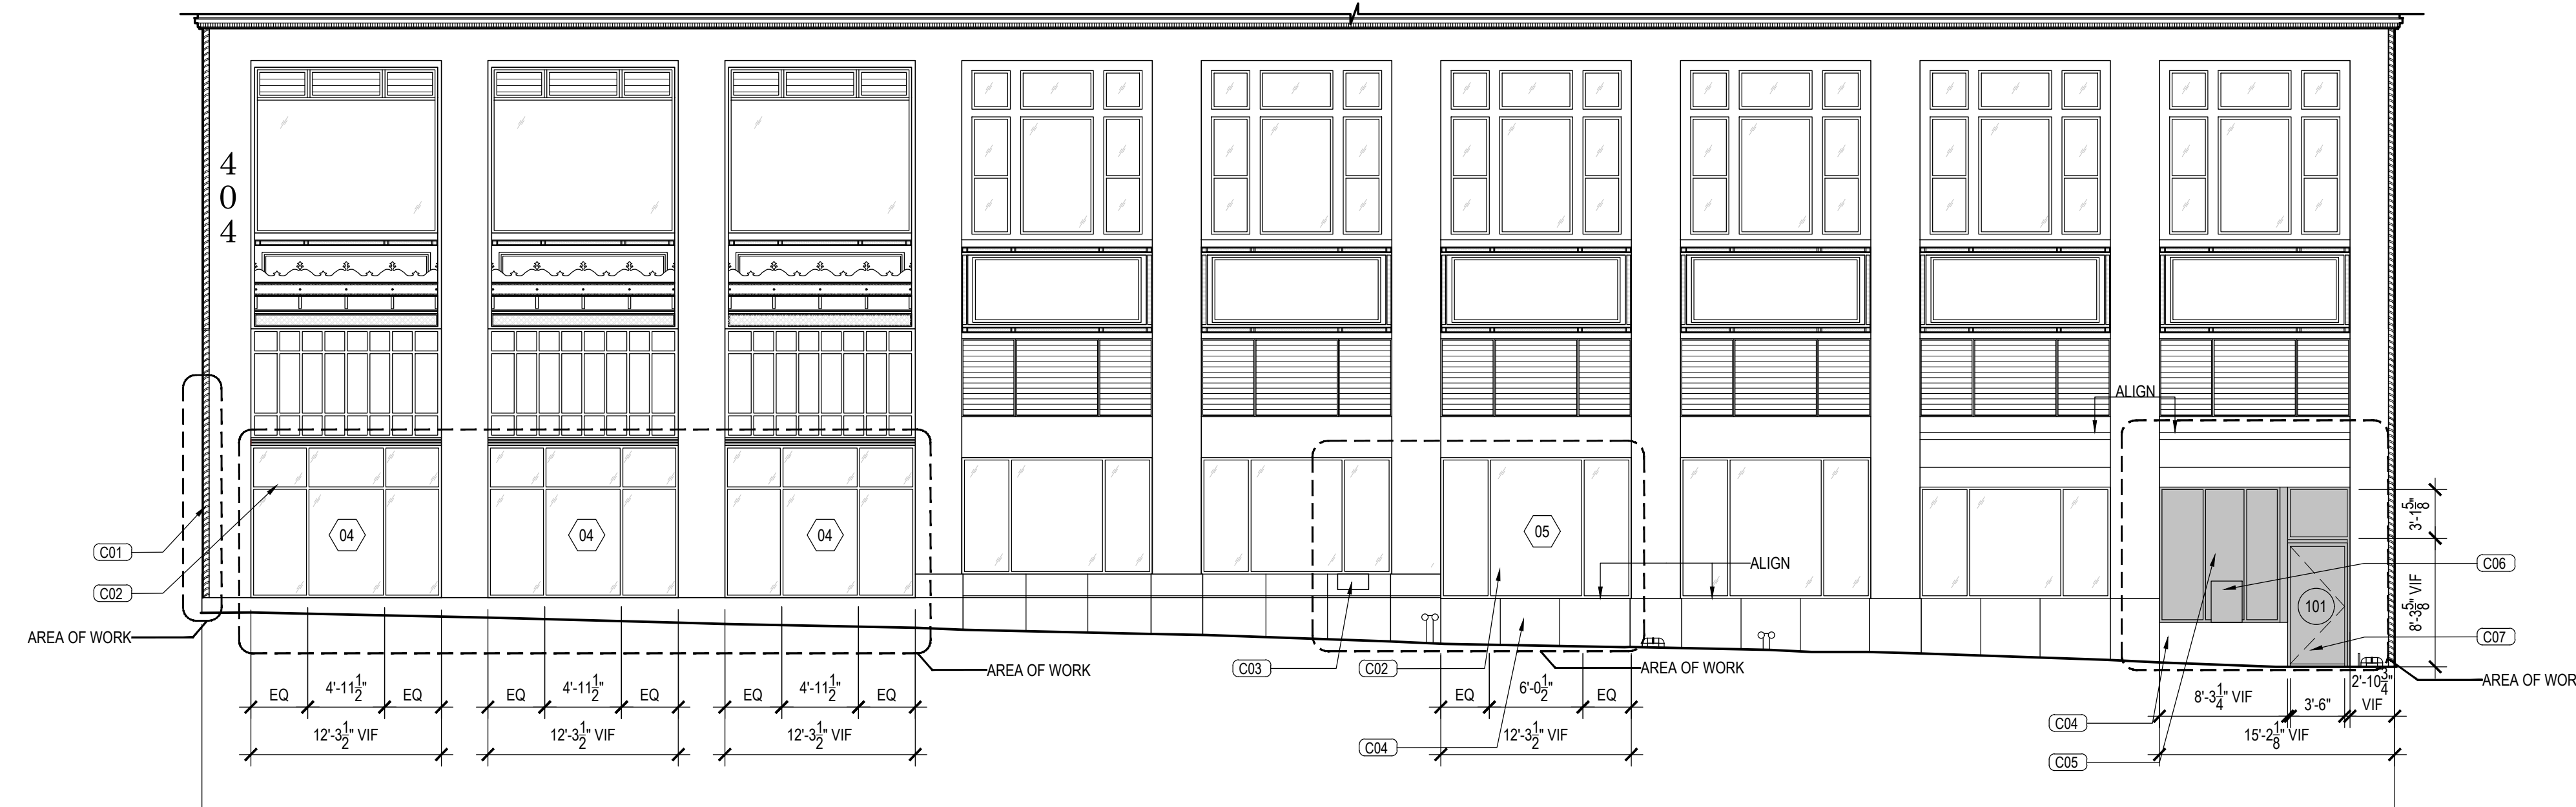 4
0
4
ALIGN
04
04
04
05
ALIGN
C01
C02
3'-1 5/8"
8'-3 5/8" VIF
C06
101
C07
AREA OF WORK
AREA OF WORK
C03
C02
AREA OF WORK
AREA OF WOR
EQ
4'-11 1/2"
EQ
EQ
4'-11 1/2"
EQ
EQ
4'-11 1/2"
EQ
EQ
6'-0 1/2"
EQ
8'-3 1/4" VIF
3'-6"
2'-10 3/4"
VIF
C04
12'-3 1/2" VIF
12'-3 1/2" VIF
12'-3 1/2" VIF
C04
12'-3 1/2" VIF
15'-2 1/8" VIF
C05